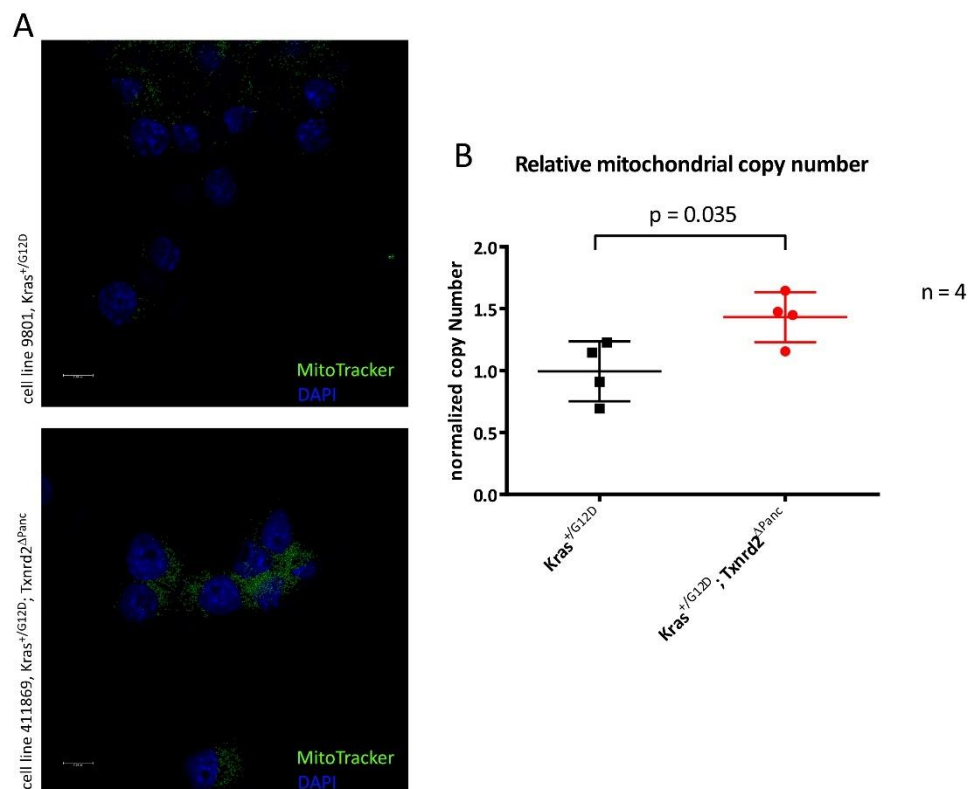 A
cell line 9801, Kras+/G12D
MitoTracker
DAPI
cell line 411869, Kras+/G12D; Txnrd2ΔPanc
MitoTracker
DAPI
B
Relative mitochondrial copy number
p = 0.035
n = 4
normalized copy Number
2.0
1.5
1.0
0.5
0.0
Kras+/G12D
Kras+/G12D; Txnrd2ΔPanc